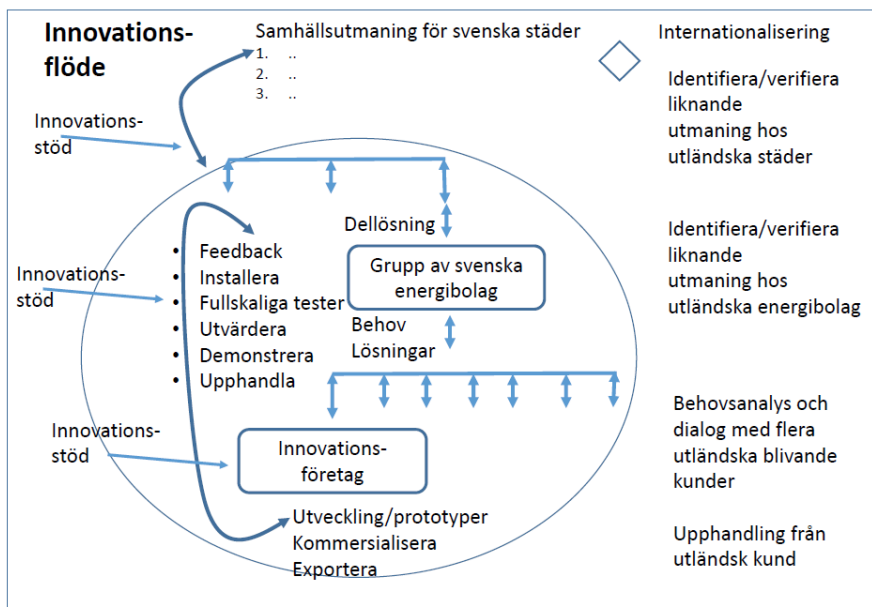 Innovations-
flöde
Samhällsutmaning för svenska städer
1. ..
2. ..
3. ..
Internationalisering
Identifiera/verifiera
liknande
utmaning hos
utländska städer
Innovations-
stöd
Dellösning
Grupp av svenska
energibolag
Behov
Lösningar
Innovations-
stöd
• Feedback
• Installera
• Fullskaliga tester
• Utvärdera
• Demonstrera
• Upphandla
Identifiera/verifiera
liknande
utmaning hos
utländska energibolag
Innovations-
stöd
Innovations-
företag
Utveckling/prototyper
Kommersialisera
Exportera
Behovsanalys och
dialog med flera
utländska blivande
kunder
Upphandling från
utländsk kund